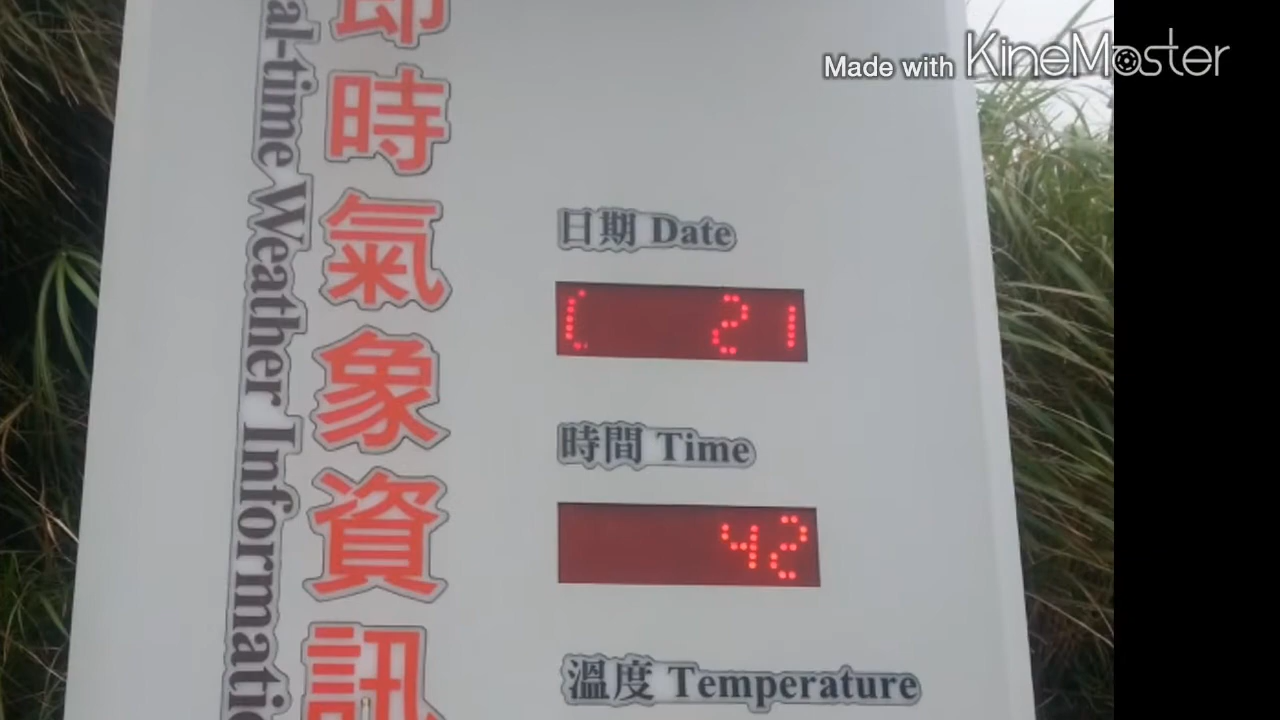 Made with KineMaster
即時氣象資訊
al-time Weather Informatio
日期 Date
( 21
時間 Time
42
溫度 Temperature